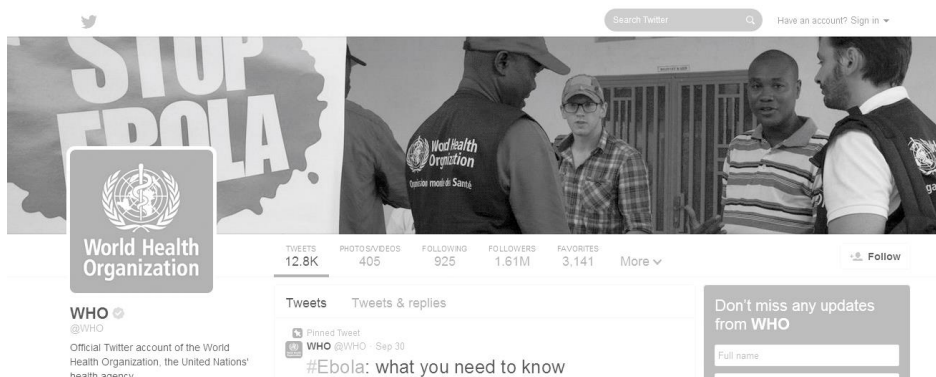 Search Twitter
Have an account? Sign in
STOP
EBOLA
World Health
Organization
Organisation mondiale de Santé
World Health
Organization
TWEETS
12.8K
PHOTOS/VIDEOS
405
FOLLOWING
925
FOLLOWERS
1.61M
FAVORITES
3,141
More
Follow
WHO
@WHO
Official Twitter account of the World
Health Organization, the United Nations'
health agency
Tweets Tweets & replies
Pinned Tweet
WHO @WHO · Sep 30
#Ebola: what you need to know
Don't miss any updates
from WHO
Full name